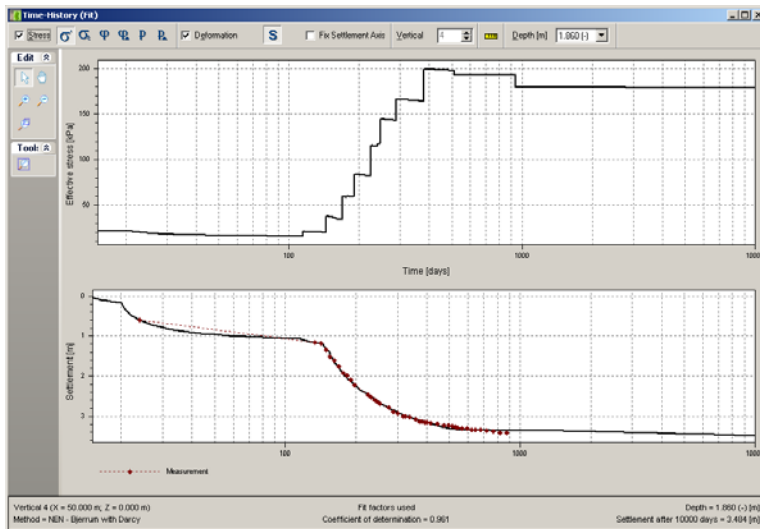 Time-History (Fit)
Stress σ' σ φ φ P P Deformation S Fix Settlement Axis Vertical 4 Depth [m] 1.860 (-)
Edit
Tool:
Effective stress [kPa]
200
150
100
50
100 1000 1000
Time [days]
Settlement [m]
0
1
2
3
100 1000 1000
Measurement
Vertical 4 (X = 50.000 m; Z = 0.000 m) Fit factors used Depth = 1.860 (-) [m]
Method = NEN - Bjerrum with Darcy Coefficient of determination = 0.961 Settlement after 10000 days = 3.484 [m]